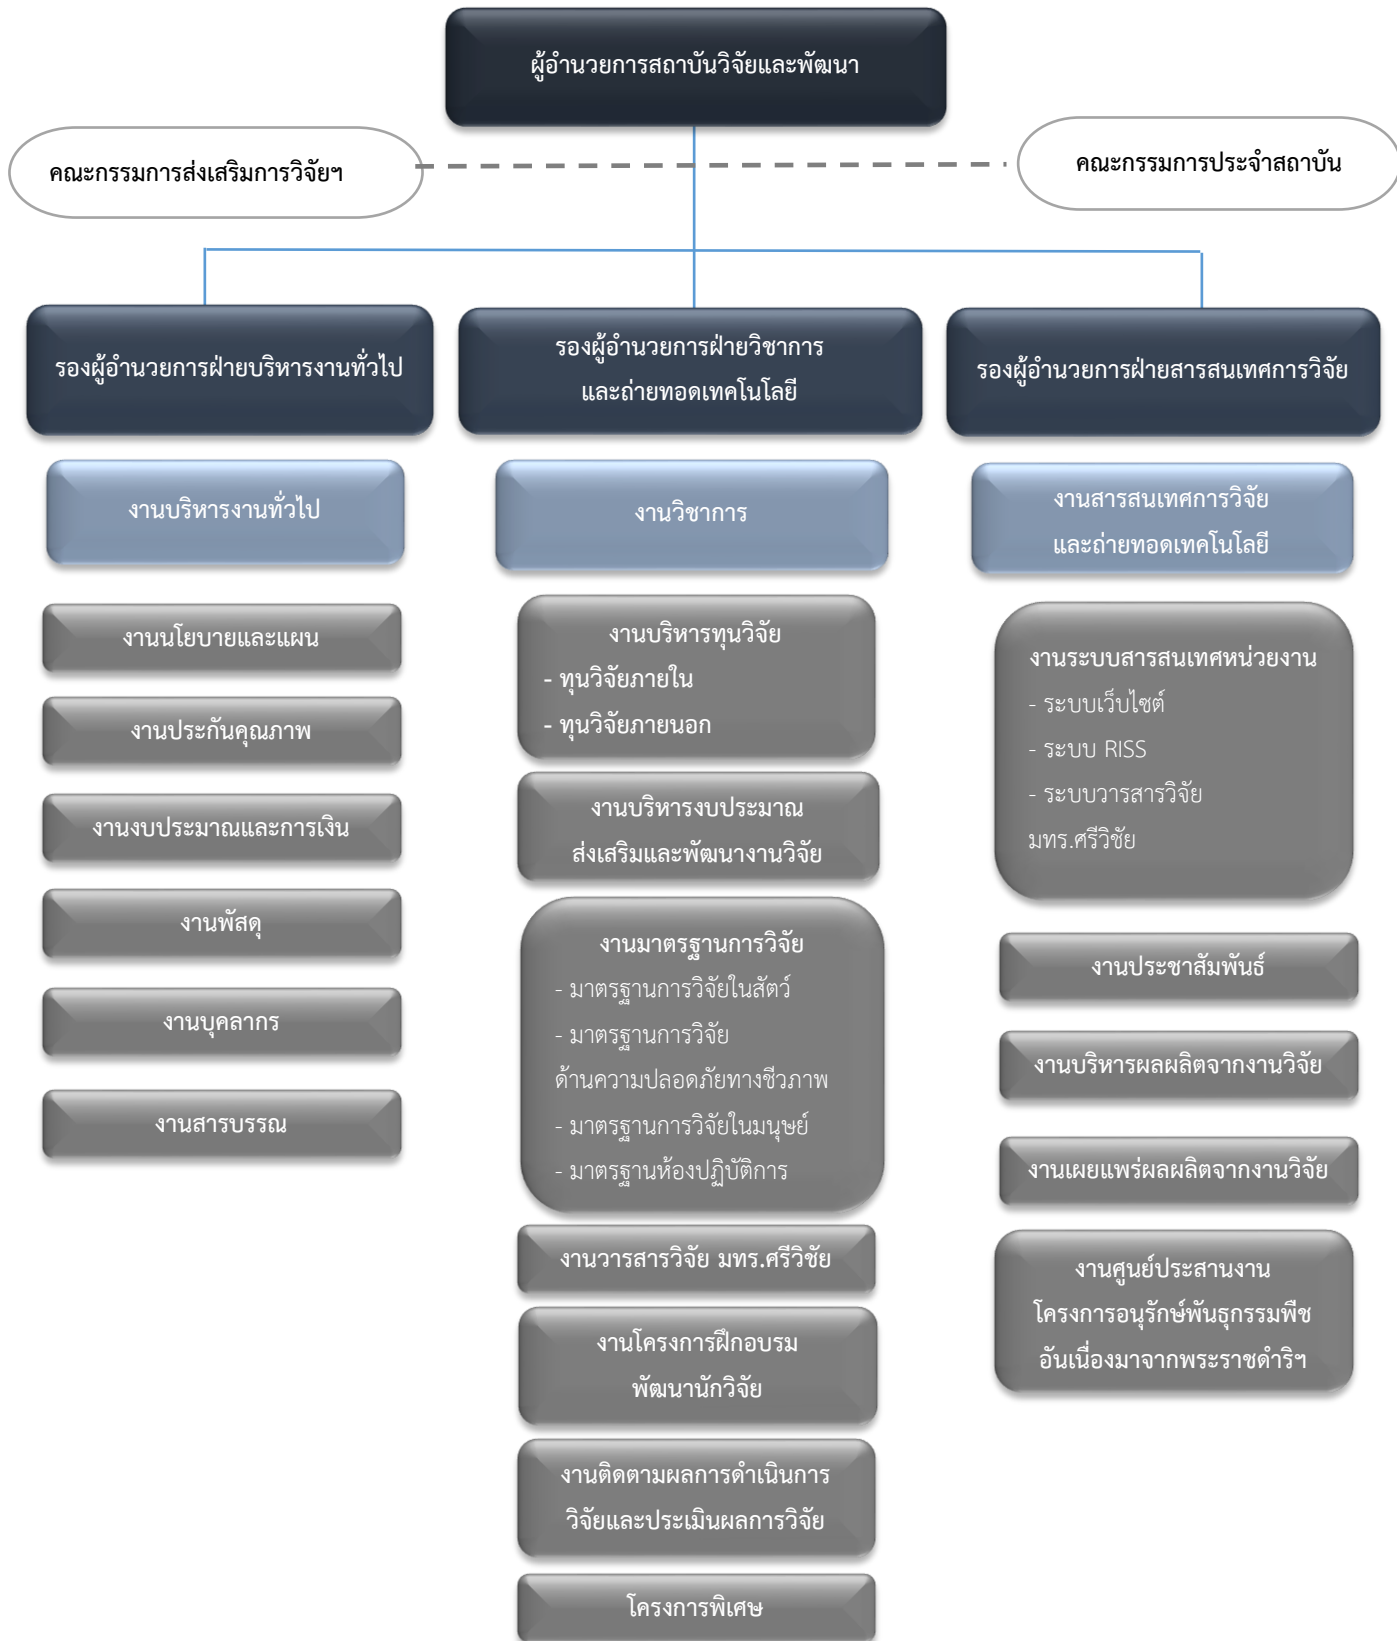 ผู้อำนวยการสถาบันวิจัยและพัฒนา
คณะกรรมการส่งเสริมการวิจัยฯ
คณะกรรมการประจำสถาบัน
รองผู้อำนวยการฝ่ายบริหารงานทั่วไป
รองผู้อำนวยการฝ่ายวิชาการ
และถ่ายทอดเทคโนโลยี
รองผู้อำนวยการฝ่ายสารสนเทศการวิจัย
งานบริหารงานทั่วไป
งานนโยบายและแผน
งานประกันคุณภาพ
งานงบประมาณและการเงิน
งานพัสดุ
งานบุคลากร
งานสารบรรณ
งานวิชาการ
งานบริหารทุนวิจัย
- ทุนวิจัยภายใน
- ทุนวิจัยภายนอก
งานบริหารงบประมาณ
ส่งเสริมและพัฒนางานวิจัย
งานมาตรฐานการวิจัย
- มาตรฐานการวิจัยในสัตว์
- มาตรฐานการวิจัย
ด้านความปลอดภัยทางชีวภาพ
- มาตรฐานการวิจัยในมนุษย์
- มาตรฐานห้องปฏิบัติการ
งานวารสารวิจัย มทร.ศรีวิชัย
งานโครงการฝึกอบรม
พัฒนานักวิจัย
งานติดตามผลการดำเนินการ
วิจัยและประเมินผลการวิจัย
โครงการพิเศษ
งานสารสนเทศการวิจัย
และถ่ายทอดเทคโนโลยี
งานระบบสารสนเทศหน่วยงาน
- ระบบเว็บไซต์
- ระบบ RISS
- ระบบวารสารวิจัย
มทร.ศรีวิชัย
งานประชาสัมพันธ์
งานบริหารผลผลิตจากงานวิจัย
งานเผยแพร่ผลผลิตจากงานวิจัย
งานศูนย์ประสานงาน
โครงการอนุรักษ์พันธุกรรมพืช
อันเนื่องมาจากพระราชดำริฯ